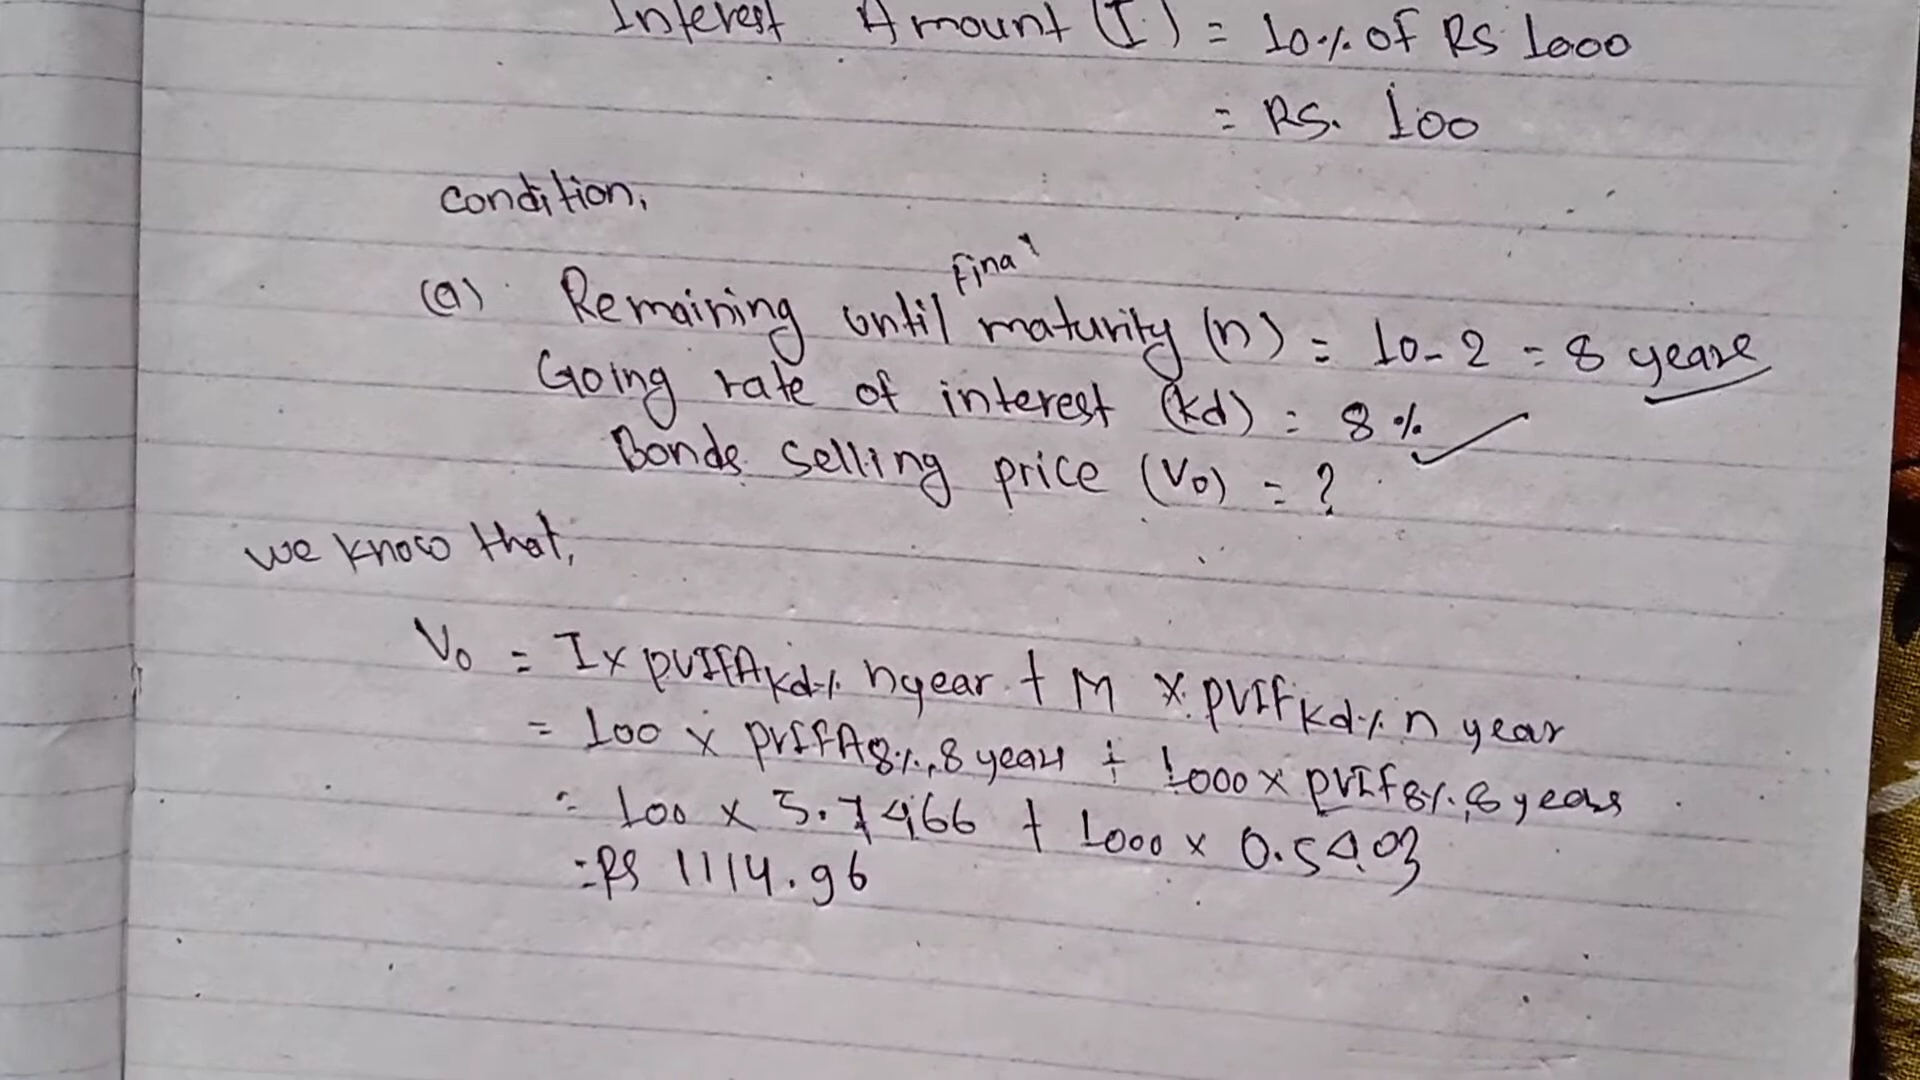 Interest Amount (I) = 10% of RS 1000
= RS. 100
condition,
Final
(a) Remaining until maturity (n) = 10-2 = 8 years
Going rate of interest (kd) = 8%
Bonds selling price (V0) = ?
we know that,
V0 = I x PVIFAkd% nyear + M x PVIFkd% n year
= 100 x PVIFA8%, 8 years + 1000 x PVIF8%, 8 years
= 100 x 5.7466 + 1000 x 0.5403
= RS 1114.96